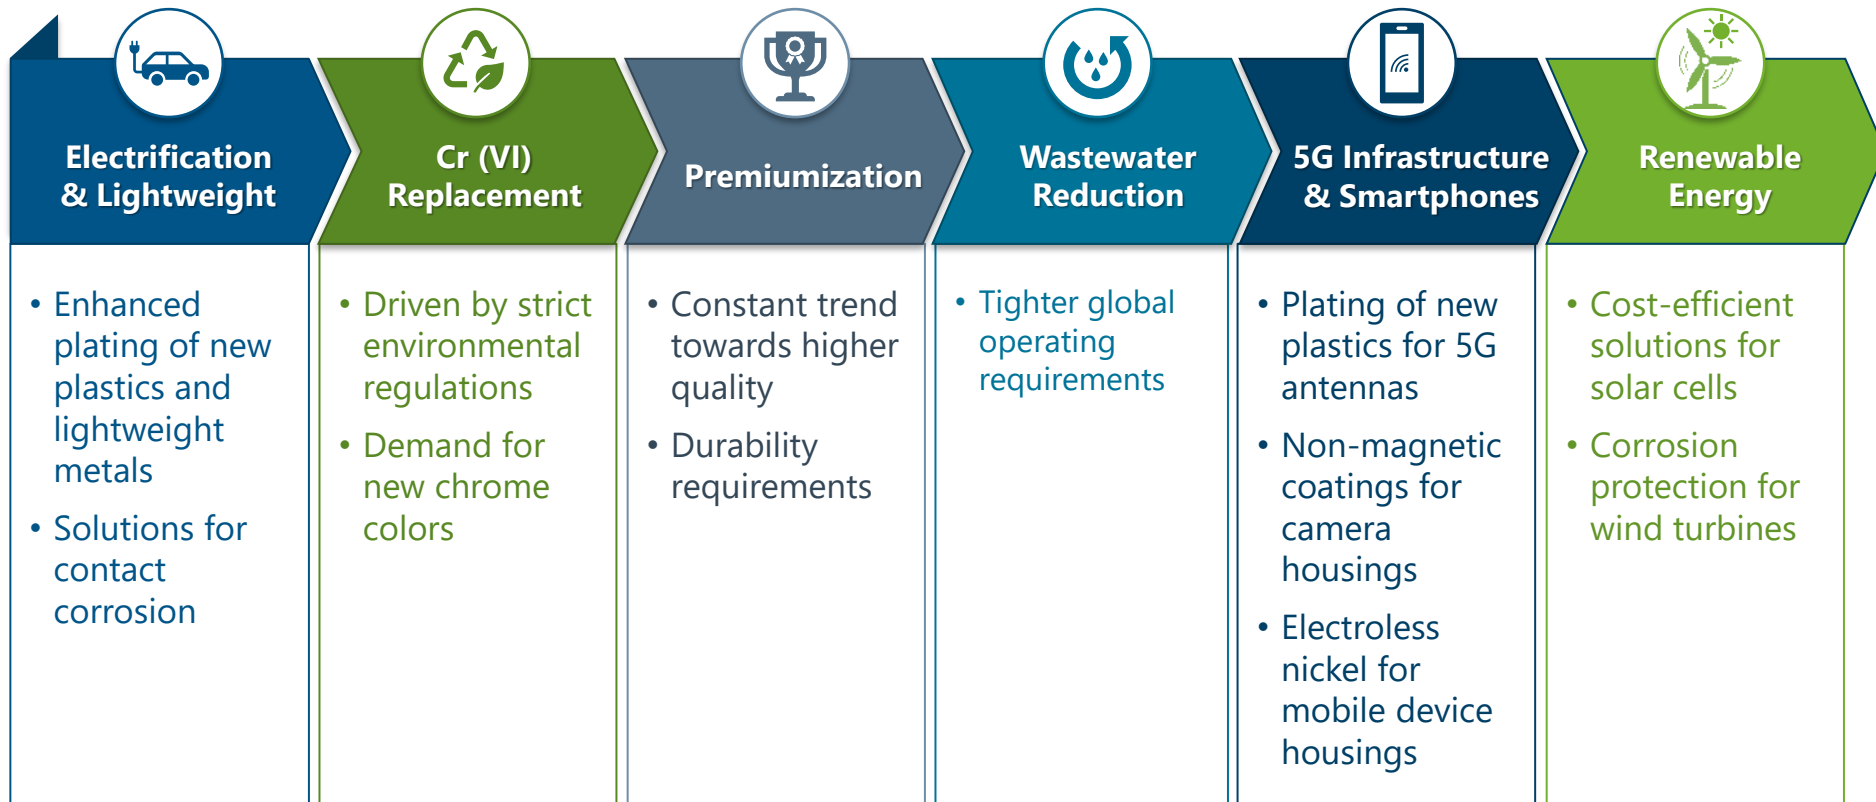 Electrification
& Lightweight
• Enhanced
plating of new
plastics and
lightweight
metals
• Solutions for
contact
corrosion
Cr (VI)
Replacement
• Driven by strict
environmental
regulations
• Demand for
new chrome
colors
Premiumization
• Constant trend
towards higher
quality
• Durability
requirements
Wastewater
Reduction
• Tighter global
operating
requirements
5G Infrastructure
& Smartphones
• Plating of new
plastics for 5G
antennas
• Non-magnetic
coatings for
camera
housings
• Electroless
nickel for
mobile device
housings
Renewable
Energy
• Cost-efficient
solutions for
solar cells
• Corrosion
protection for
wind turbines